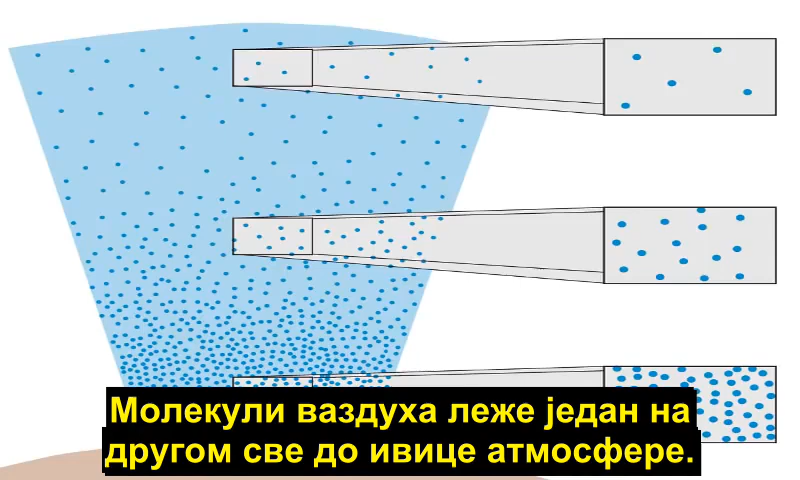 Молекули ваздуха леже један на
другом све до ивице атмосфере.